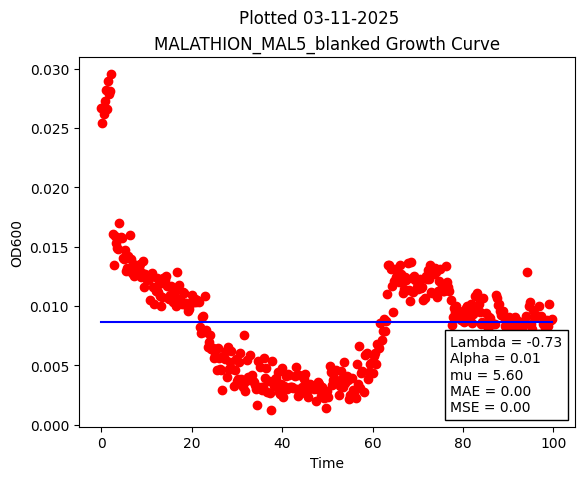 Plotted 03-11-2025
MALATHION_MAL5_blanked Growth Curve
0.030
0.025
0.020
0.015
0.010
0.005
0.000
OD600
0 20 40 60 80 100
Time
Lambda = -0.73
Alpha = 0.01
mu = 5.60
MAE = 0.00
MSE = 0.00